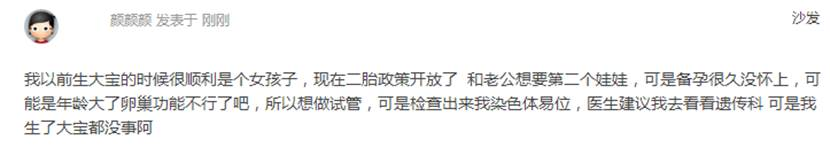 颜颜颜 发表于 刚刚 沙发
我以前生大宝的时候很顺利是个女孩子，现在二胎政策开放了 和老公想要第二个娃娃，可是备孕很久没怀上，可
能是年龄大了卵巢功能不行了吧，所以想做试管，可是检查出来我染色体易位，医生建议我去看看遗传科 可是我
生了大宝都没事阿